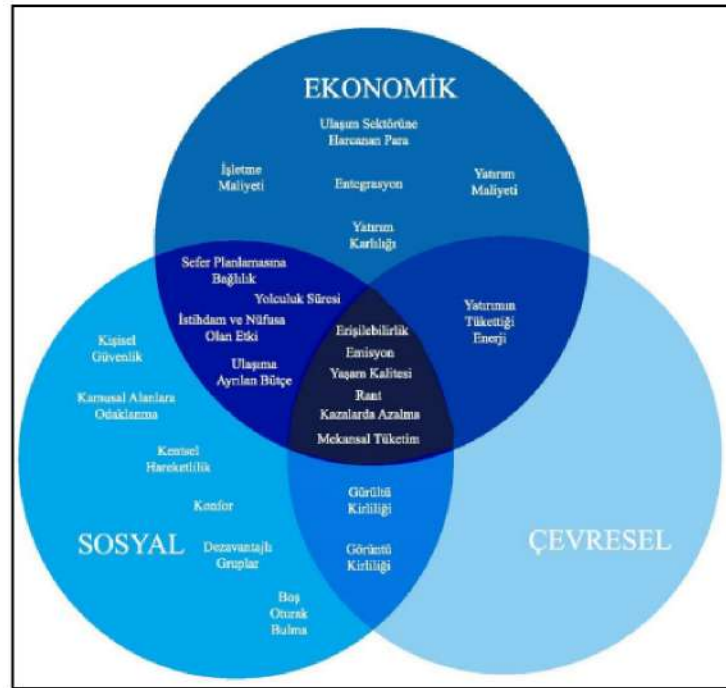 EKONOMİK
Ulaşım Sektörüne
Harcanan Para
İşletme
Maliyeti
Entegrasyon
Yatırım
Maliyeti
Yatırım
Karlılığı
Sefer Planlamasına
Bağlılık
Yolculuk Süresi
İstihdam ve Nüfusa
Olan Etki
Ulaşıma
Ayrılan Bütçe
Erişilebilirlik
Emisyon
Yaşam Kalitesi
Rant
Kazalarda Azalma
Mekansal Tüketim
Yatırımın
Tükettiği
Enerji
Kişisel
Güvenlik
Kamusal Alanlara
Odaklanma
Kentsel
Hareketlilik
Konfor
SOSYAL
Dezavantajlı
Gruplar
Boş
Oturak
Bulma
Gürültü
Kirliliği
Görüntü
Kirliliği
ÇEVRESEL